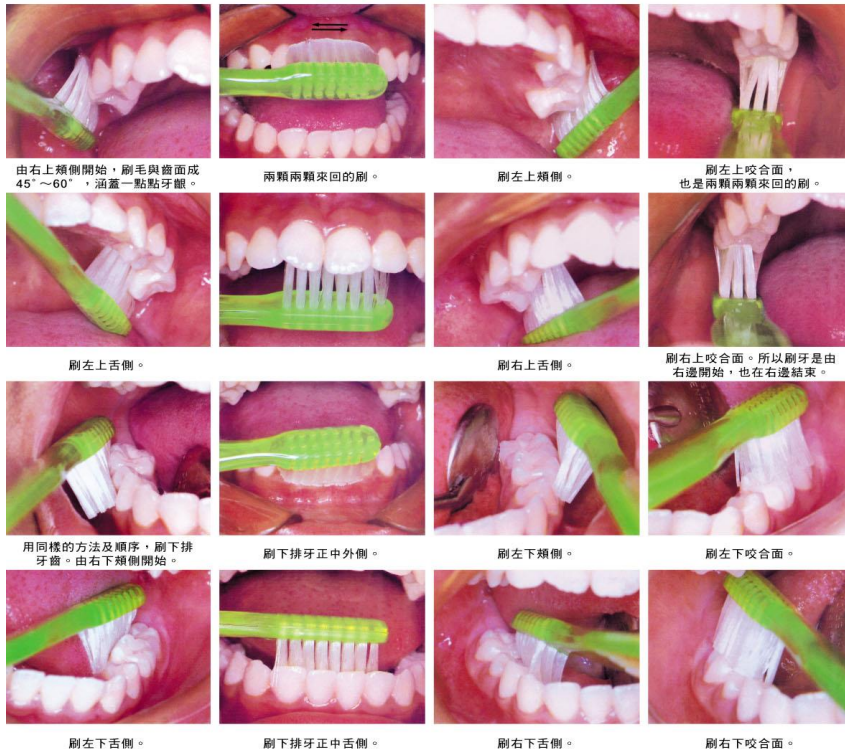 由右上頰側開始，刷毛與齒面成
45°～60°，涵蓋一點點牙齦。
兩顆兩顆來回的刷。
刷左上頰側。
刷左上咬合面，
也是兩顆兩顆來回的刷。
刷左上舌側。
刷右上舌側。
刷右上咬合面。所以刷牙是由
右邊開始，也在右邊結束。
用同樣的方法及順序，刷下排
牙齒。由右下頰側開始。
刷下排牙正中外側。
刷左下頰側。
刷左下咬合面。
刷左下舌側。
刷下排牙正中舌側。
刷右下舌側。
刷右下咬合面。